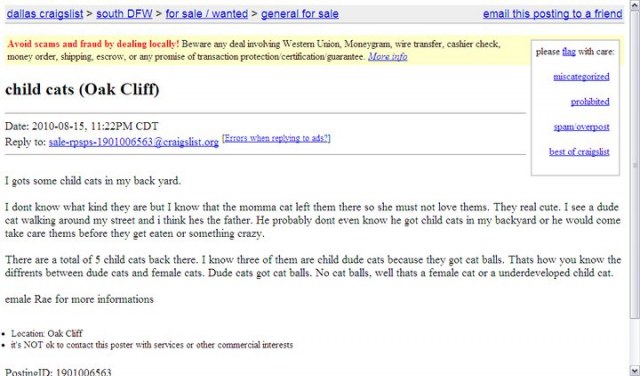 dallas craigslist > south DFW > for sale / wanted > general for sale
email this posting to a friend
Avoid scams and fraud by dealing locally! Beware any deal involving Western Union, Moneygram, wire transfer, cashier check,
money order, shipping, escrow, or any promise of transaction protection/certification/guarantee. More info
please flag with care:
miscategorized
prohibited
spam/overpost
best of craigslist
child cats (Oak Cliff)
Date: 2010-08-15, 11:22PM CDT
Reply to: sale-rpsps-1901006563@craigslist.org [Errors when replying to ads?]
I gots some child cats in my back yard.
I dont know what kind they are but I know that the momma cat left them there so she must not love thems. They real cute. I see a dude
cat walking around my street and i think hes the father. He probably dont even know he got child cats in my backyard or he would come
take care thems before they get eaten or something crazy.
There are a total of 5 child cats back there. I know three of them are child dude cats because they got cat balls. Thats how you know the
diffrents between dude cats and female cats. Dude cats got cat balls. No cat balls, well thats a female cat or a underdeveloped child cat.
emale Rae for more informations
• Location: Oak Cliff
• it's NOT ok to contact this poster with services or other commercial interests
PostingID: 1901006563